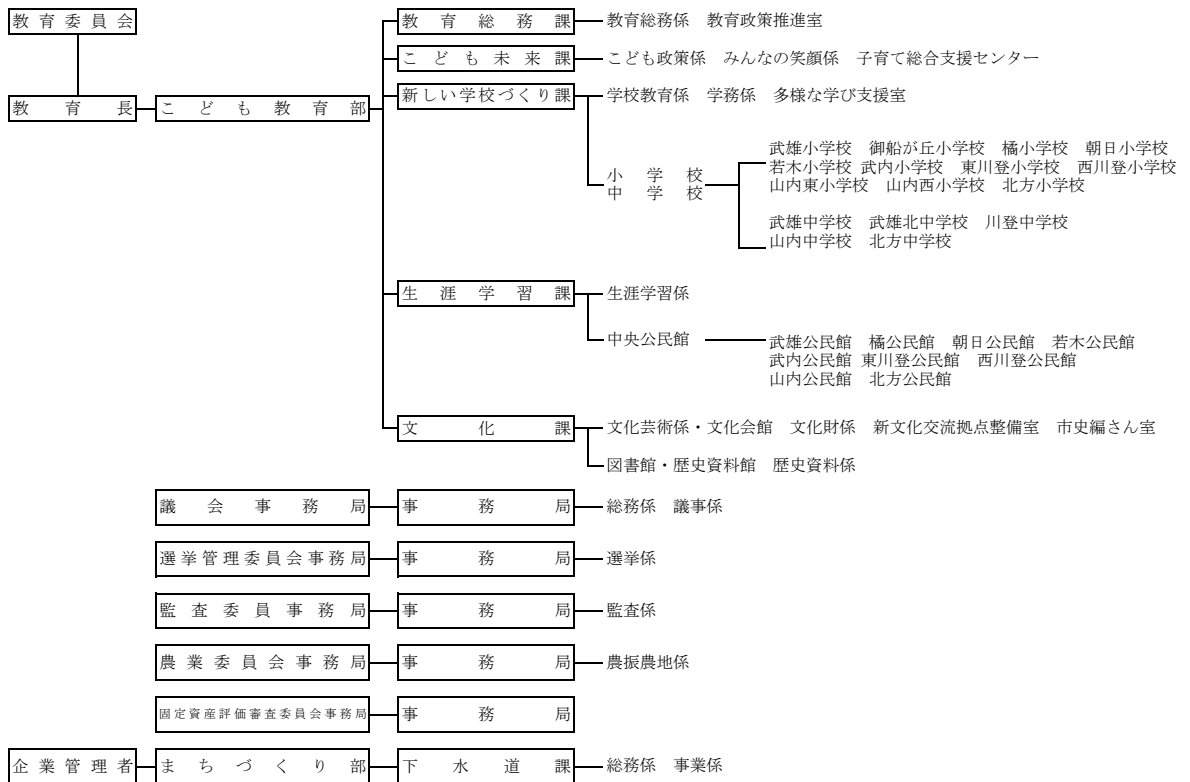 教育委員会
教育総務課 教育総務係 教育政策推進室
こども未来課 こども政策係 みんなの笑顔係 子育て総合支援センター
教育長 こども教育部
新しい学校づくり課 学校教育係 学務係 多様な学び支援室
小学校
中学校
武雄小学校 御船が丘小学校 橘小学校 朝日小学校
若木小学校 武内小学校 東川登小学校 西川登小学校
山内東小学校 山内西小学校 北方小学校
武雄中学校 武雄北中学校 川登中学校
山内中学校 北方中学校
生涯学習課 生涯学習係
中央公民館
武雄公民館 橘公民館 朝日公民館 若木公民館
武内公民館 東川登公民館 西川登公民館
山内公民館 北方公民館
文化課 文化芸術係・文化会館 文化財係 新文化交流拠点整備室 市史編さん室
図書館・歴史資料館 歴史資料係
議会事務局 事務局 総務係 議事係
選挙管理委員会事務局 事務局 選挙係
監査委員事務局 事務局 監査係
農業委員会事務局 事務局 農振農地係
固定資産評価審査委員会事務局 事務局
企業管理者 まちづくり部 下水道課 総務係 事業係